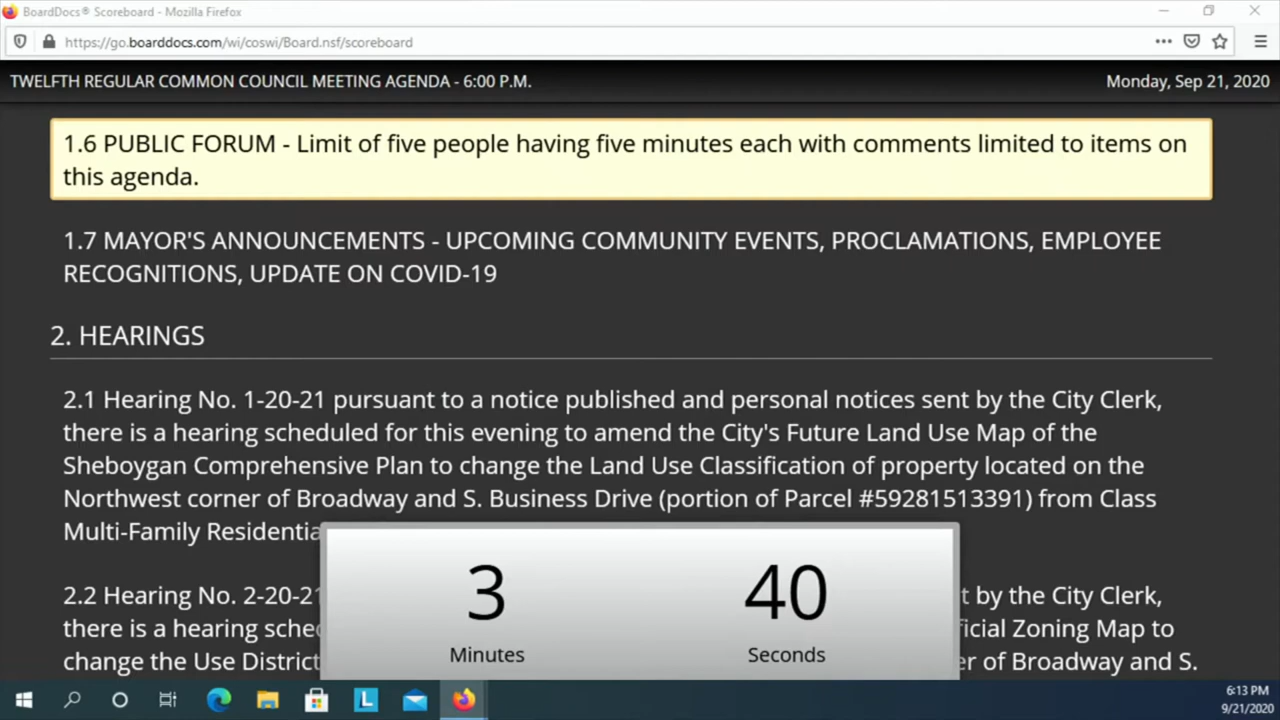 BoardDocs® Scoreboard - Mozilla Firefox
https://go.boarddocs.com/wi/coswi/Board.nsf/scoreboard
TWELFTH REGULAR COMMON COUNCIL MEETING AGENDA - 6:00 P.M. Monday, Sep 21, 2020
1.6 PUBLIC FORUM - Limit of five people having five minutes each with comments limited to items on
this agenda.
1.7 MAYOR'S ANNOUNCEMENTS - UPCOMING COMMUNITY EVENTS, PROCLAMATIONS, EMPLOYEE
RECOGNITIONS, UPDATE ON COVID-19
2. HEARINGS
2.1 Hearing No. 1-20-21 pursuant to a notice published and personal notices sent by the City Clerk,
there is a hearing scheduled for this evening to amend the City's Future Land Use Map of the
Sheboygan Comprehensive Plan to change the Land Use Classification of property located on the
Northwest corner of Broadway and S. Business Drive (portion of Parcel #59281513391) from Class
Multi-Family Residentia
2.2 Hearing No. 2-20-21 t by the City Clerk,
there is a hearing sche ficial Zoning Map to
change the Use District er of Broadway and S.
3 40
Minutes Seconds
6:13 PM
9/21/2020